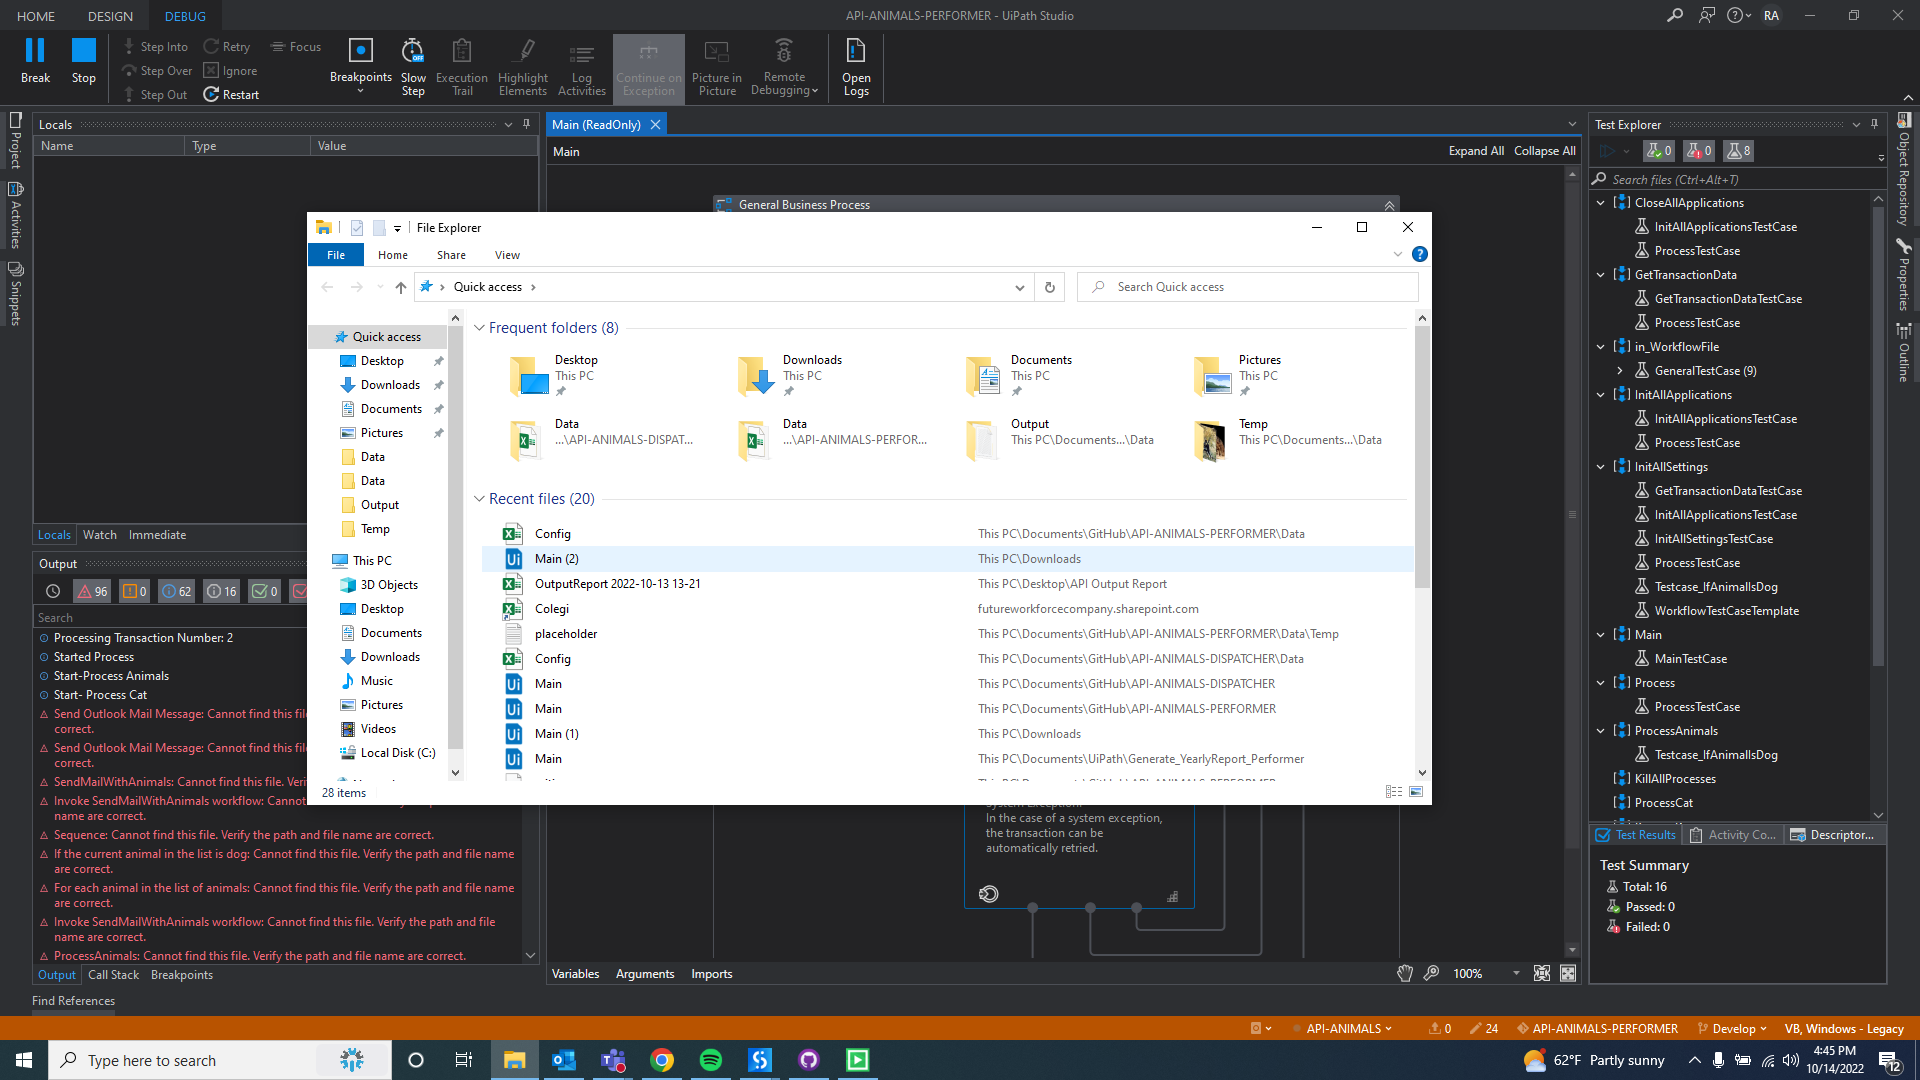 HOME
DESIGN
DEBUG
API-ANIMALS-PERFORMER - UiPath Studio
RA
Break
Stop
Step Into
Step Over
Step Out
Retry
Ignore
Restart
Focus
Breakpoints
Slow
Step
Execution
Trail
Highlight
Elements
Log
Activities
Continue on
Exception
Picture in
Picture
Remote
Debugging
Open
Logs
Project
Activities
Snippets
Locals
Name
Type
Value
Main (ReadOnly)
Main
Expand All
Collapse All
General Business Process
File Explorer
File
Home
Share
View
Quick access
Search Quick access
Quick access
Desktop
Downloads
Documents
Pictures
Data
Data
Output
Temp
This PC
3D Objects
Desktop
Documents
Downloads
Music
Pictures
Videos
Local Disk (C:)
28 items
Frequent folders (8)
Desktop
This PC
Downloads
This PC
Documents
This PC
Pictures
This PC
Data
...\API-ANIMALS-DISPAT...
Data
...\API-ANIMALS-PERFOR...
Output
This PC\Documents...\Data
Temp
This PC\Documents...\Data
Recent files (20)
Config This PC\Documents\GitHub\API-ANIMALS-PERFORMER\Data
Main (2) This PC\Downloads
OutputReport 2022-10-13 13-21 This PC\Desktop\API Output Report
Colegi futureworkforcecompany.sharepoint.com
placeholder This PC\Documents\GitHub\API-ANIMALS-PERFORMER\Data\Temp
Config This PC\Documents\GitHub\API-ANIMALS-DISPATCHER\Data
Main This PC\Documents\GitHub\API-ANIMALS-DISPATCHER
Main This PC\Documents\GitHub\API-ANIMALS-PERFORMER
Main (1) This PC\Downloads
Main This PC\Documents\UiPath\Generate_YearlyReport_Performer
Locals
Watch
Immediate
Output
96
0
62
16
0
Search
Processing Transaction Number: 2
Started Process
Start-Process Animals
Start- Process Cat
Send Outlook Mail Message: Cannot find this fil
correct.
Send Outlook Mail Message: Cannot find this fil
correct.
SendMailWithAnimals: Cannot find this file. Veri
Invoke SendMailWithAnimals workflow: Cannot
name are correct.
Sequence: Cannot find this file. Verify the path and file name are correct.
If the current animal in the list is dog: Cannot find this file. Verify the path and file name
are correct.
For each animal in the list of animals: Cannot find this file. Verify the path and file name
are correct.
Invoke SendMailWithAnimals workflow: Cannot find this file. Verify the path and file
name are correct.
ProcessAnimals: Cannot find this file. Verify the path and file name are correct.
Output
Call Stack
Breakpoints
Find References
System Exception:
In the case of a system exception,
the transaction can be
automatically retried.
Variables
Arguments
Imports
100%
Test Explorer
0
0
8
Search files (Ctrl+Alt+T)
CloseAllApplications
InitAllApplicationsTestCase
ProcessTestCase
GetTransactionData
GetTransactionDataTestCase
ProcessTestCase
in_WorkflowFile
GeneralTestCase (9)
InitAllApplications
InitAllApplicationsTestCase
ProcessTestCase
InitAllSettings
GetTransactionDataTestCase
InitAllApplicationsTestCase
InitAllSettingsTestCase
ProcessTestCase
Testcase_IfAnimalIsDog
WorkflowTestCaseTemplate
Main
MainTestCase
Process
ProcessTestCase
ProcessAnimals
Testcase_IfAnimalIsDog
KillAllProcesses
ProcessCat
Test Results
Activity Co...
Descriptor...
Test Summary
Total: 16
Passed: 0
Failed: 0
Object Repository
Properties
Outline
API-ANIMALS
0
24
API-ANIMALS-PERFORMER
Develop
VB, Windows - Legacy
Type here to search
62°F Partly sunny
4:45 PM
10/14/2022
12